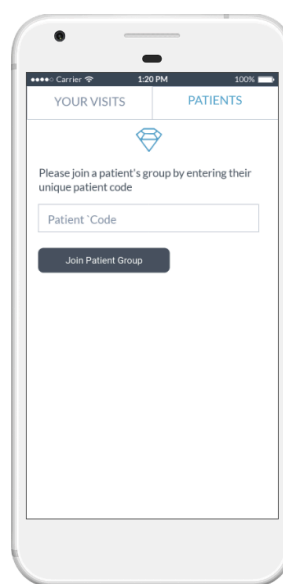 ●●●●○ Carrier 1:20 PM 100%
YOUR VISITS PATIENTS
Please join a patient's group by entering their
unique patient code
Patient `Code
Join Patient Group